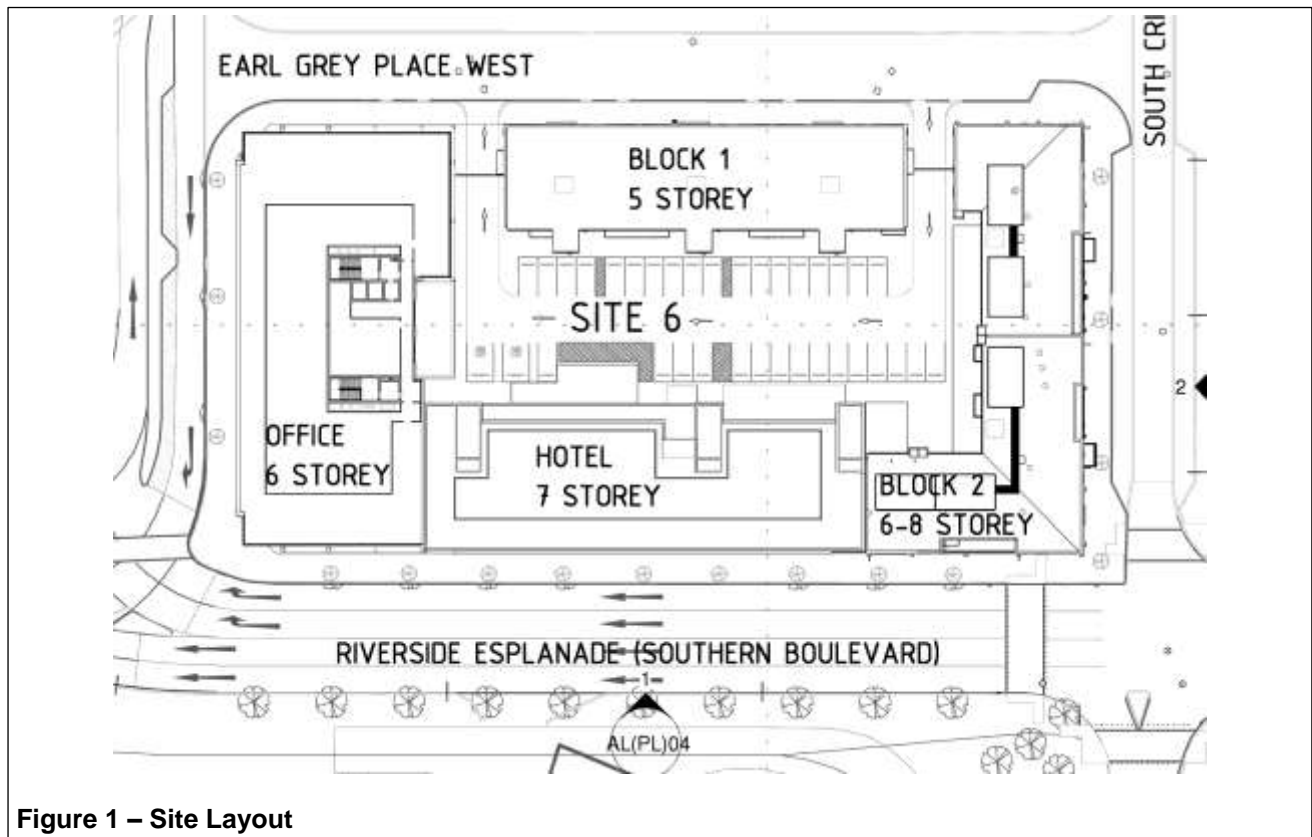 EARL GREY PLACE WEST
SOUTH CRI
BLOCK 1
5 STOREY
SITE 6
2
OFFICE
6 STOREY
HOTEL
7 STOREY
BLOCK 2
6-8 STOREY
RIVERSIDE ESPLANADE (SOUTHERN BOULEVARD)
1
AL(PL)04
Figure 1 – Site Layout